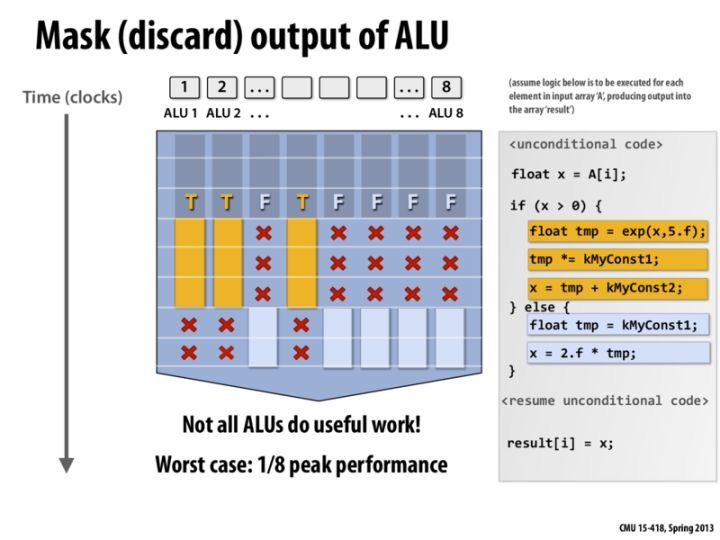 Mask (discard) output of ALU
Time (clocks)
1 2 ... ... 8
ALU 1 ALU 2 ... ... ALU 8
(assume logic below is to be executed for each
element in input array 'A', producing output into
the array 'result')
<unconditional code>
float x = A[i];
T T F T F F F F
if (x > 0) {
float tmp = exp(x,5.f);
tmp *= kMyConst1;
x = tmp + kMyConst2;
} else {
float tmp = kMyConst1;
x = 2.f * tmp;
}
<resume unconditional code>
result[i] = x;
Not all ALUs do useful work!
Worst case: 1/8 peak performance
CMU 15-418, Spring 2013